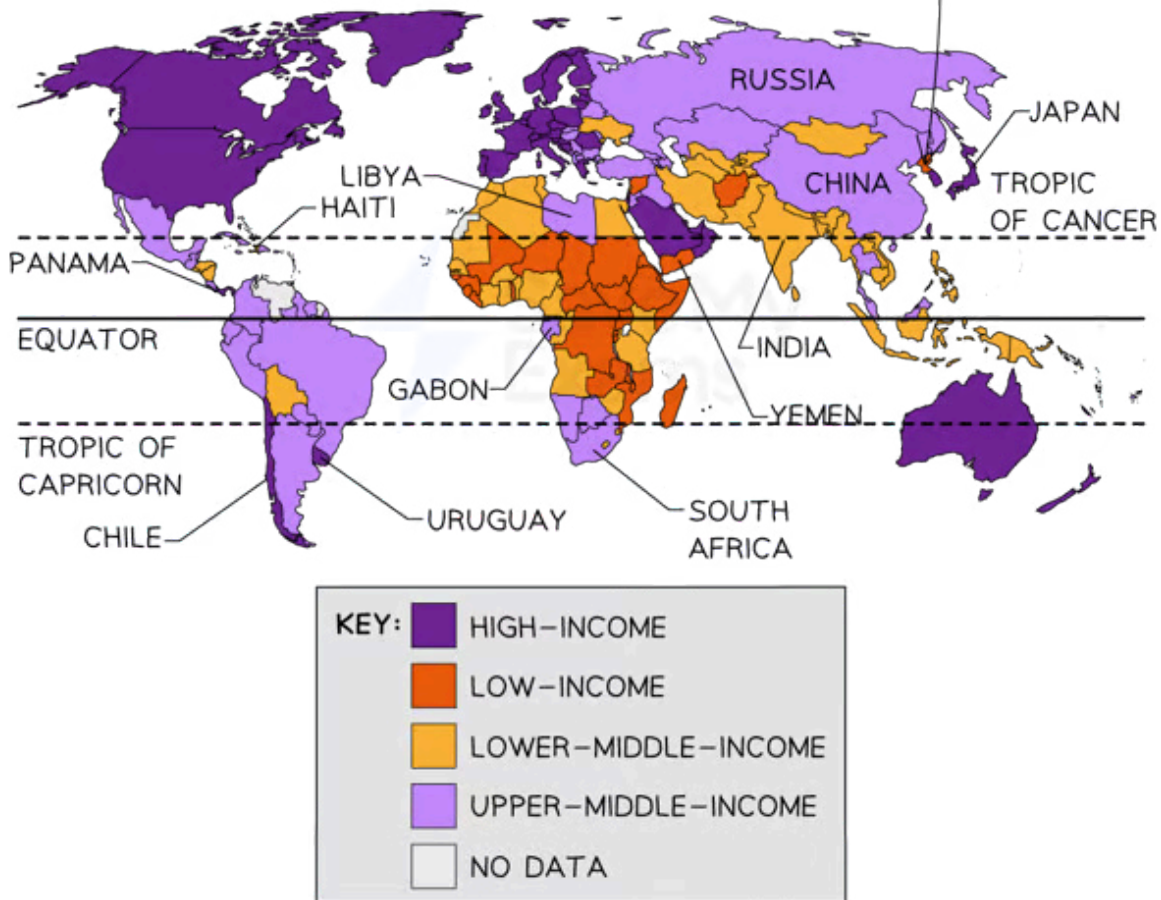 RUSSIA
JAPAN
LIBYA
CHINA
TROPIC
OF CANCER
HAITI
PANAMA
EQUATOR
INDIA
GABON
YEMEN
TROPIC OF
CAPRICORN
SOUTH
AFRICA
URUGUAY
CHILE
KEY:
HIGH-INCOME
LOW-INCOME
LOWER-MIDDLE-INCOME
UPPER-MIDDLE-INCOME
NO DATA